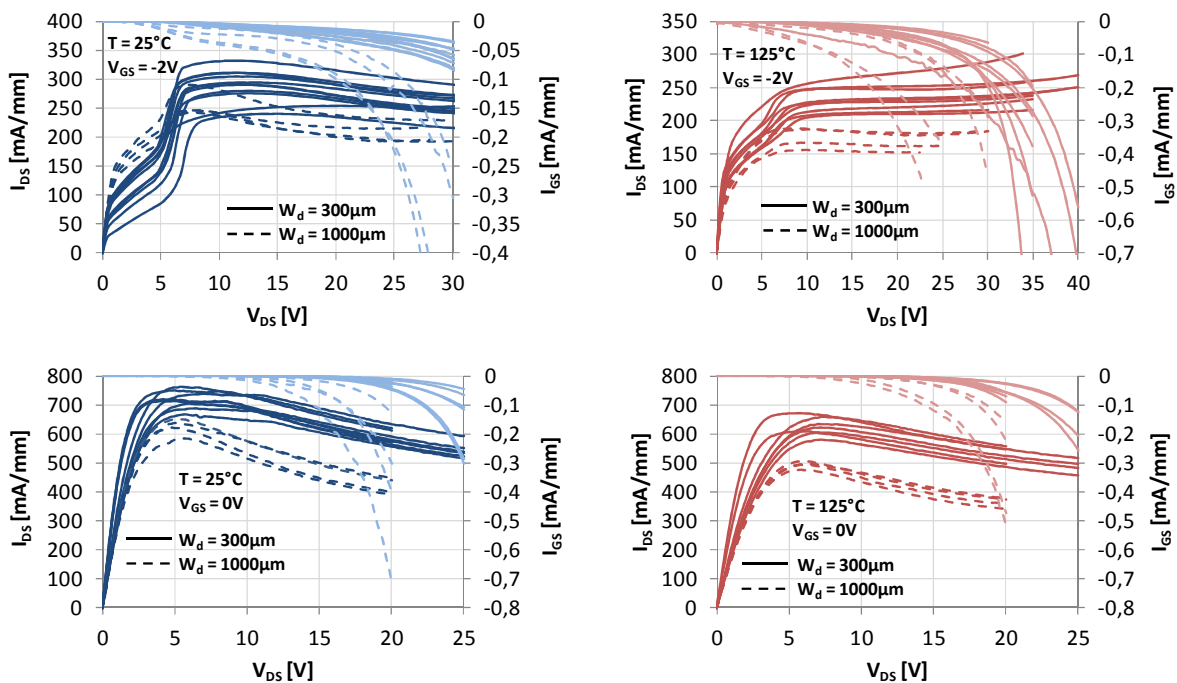 400
350
300
250
200
150
100
50
0
I_DS [mA/mm]
T = 25°C
V_GS = -2V
W_d = 300µm
W_d = 1000µm
0
-0,05
-0,1
-0,15
-0,2
-0,25
-0,3
-0,35
-0,4
I_GS [mA/mm]
0 5 10 15 20 25 30
V_DS [V]
350
300
250
200
150
100
50
0
I_DS [mA/mm]
T = 125°C
V_GS = -2V
W_d = 300µm
W_d = 1000µm
0
-0,1
-0,2
-0,3
-0,4
-0,5
-0,6
-0,7
I_GS [mA/mm]
0 5 10 15 20 25 30 35 40
V_DS [V]
800
700
600
500
400
300
200
100
0
I_DS [mA/mm]
T = 25°C
V_GS = 0V
W_d = 300µm
W_d = 1000µm
0
-0,1
-0,2
-0,3
-0,4
-0,5
-0,6
-0,7
-0,8
I_GS [mA/mm]
0 5 10 15 20 25
V_DS [V]
800
700
600
500
400
300
200
100
0
I_DS [mA/mm]
T = 125°C
V_GS = 0V
W_d = 300µm
W_d = 1000µm
0
-0,1
-0,2
-0,3
-0,4
-0,5
-0,6
-0,7
-0,8
I_GS [mA/mm]
0 5 10 15 20 25
V_DS [V]